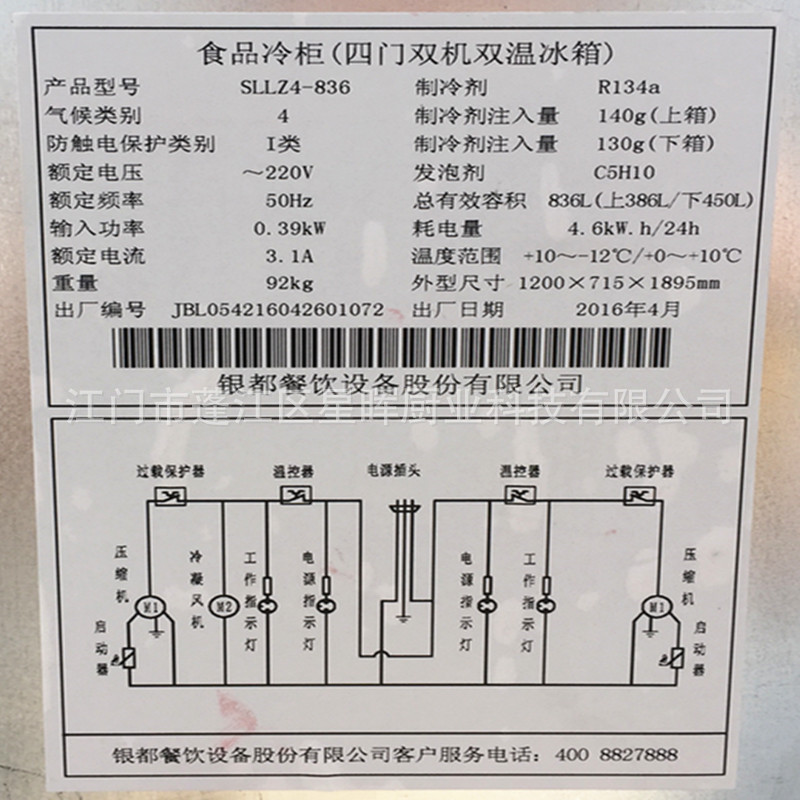 食品冷柜(四门双机双温冰箱)
产品型号 SLLZ4-836 制冷剂 R134a
气候类别 4 制冷剂注入量 140g(上箱)
防触电保护类别 I类 制冷剂注入量 130g(下箱)
额定电压 ～220V 发泡剂 C5H10
额定频率 50Hz 总有效容积 836L(上386L/下450L)
输入功率 0.39kW 耗电量 4.6kW.h/24h
额定电流 3.1A 温度范围 +10～-12℃/+0～+10℃
重量 92kg 外型尺寸 1200×715×1895mm
出厂编号 JBL054216042601072 出厂日期 2016年4月
银都餐饮设备股份有限公司
江门市蓬江区星晖厨业科技有限公司
过载保护器 温控器 电源插头 温控器 过载保护器
压缩机 冷凝风机 工作指示灯 电源指示灯 电源指示灯 工作指示灯 压缩机
M1 M2 M1
启动器 启动器
银都餐饮设备股份有限公司客户服务电话：400 8827888